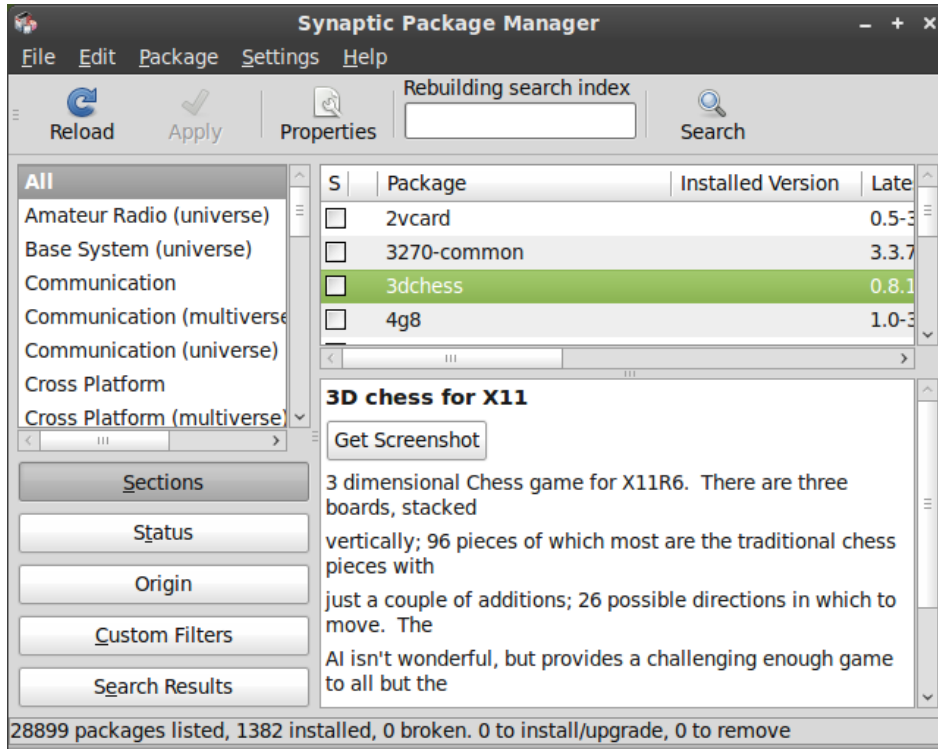 Synaptic Package Manager
File Edit Package Settings Help
Rebuilding search index
Reload Apply Properties Search
All
Amateur Radio (universe)
Base System (universe)
Communication
Communication (multiverse
Communication (universe)
Cross Platform
Cross Platform (multiverse)
Sections
Status
Origin
Custom Filters
Search Results
S Package Installed Version Late
2vcard 0.5-3
3270-common 3.3.7
3dchess 0.8.1
4g8 1.0-3
3D chess for X11
Get Screenshot
3 dimensional Chess game for X11R6. There are three
boards, stacked
vertically; 96 pieces of which most are the traditional chess
pieces with
just a couple of additions; 26 possible directions in which to
move. The
AI isn't wonderful, but provides a challenging enough game
to all but the
28899 packages listed, 1382 installed, 0 broken. 0 to install/upgrade, 0 to remove